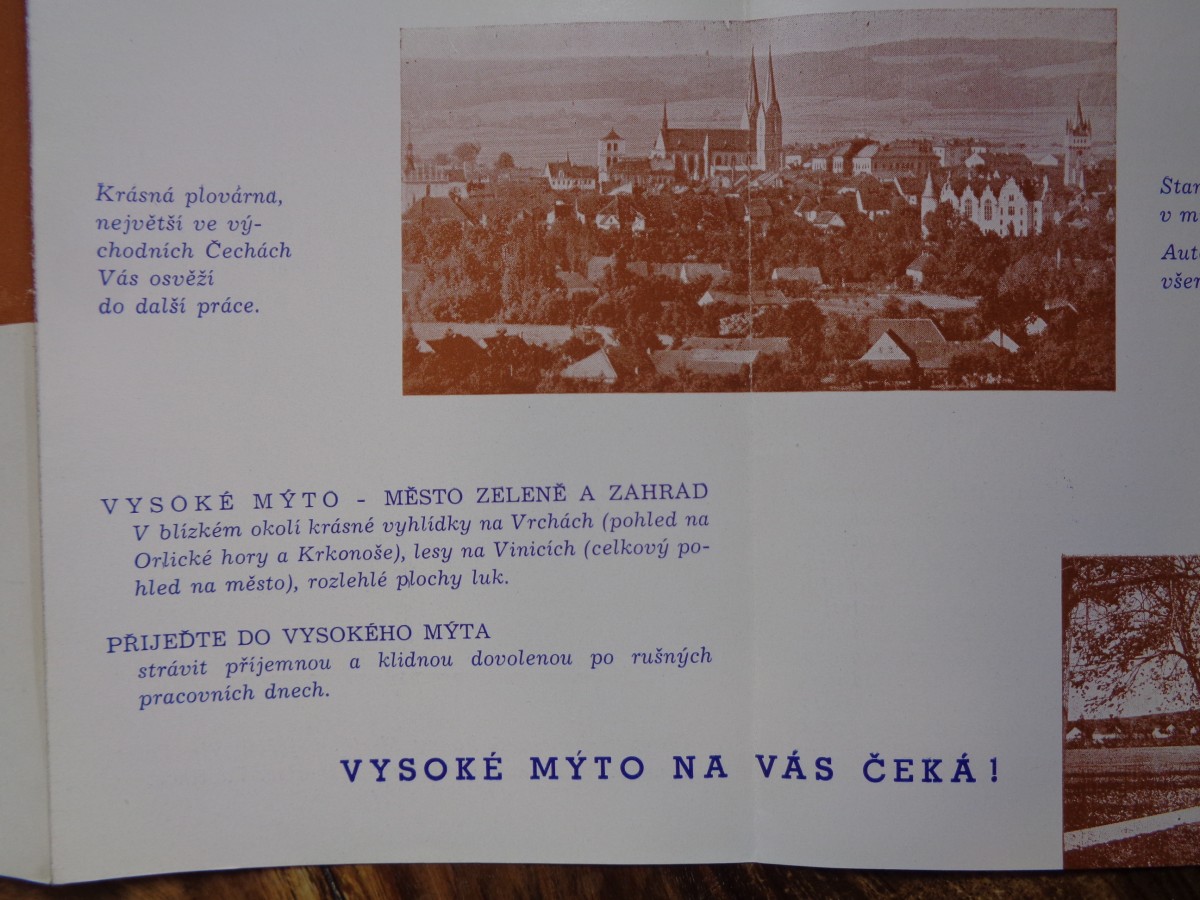 Krásná plovárna,
největší ve vý-
chodních Čechách
Vás osvěží
do další práce.
VYSOKÉ MÝTO - MĚSTO ZELENĚ A ZAHRAD
V blízkém okolí krásné vyhlídky na Vrchách (pohled na
Orlické hory a Krkonoše), lesy na Vinicích (celkový po-
hled na město), rozlehlé plochy luk.
PŘIJEĎTE DO VYSOKÉHO MÝTA
strávit příjemnou a klidnou dovolenou po rušných
pracovních dnech.
VYSOKÉ MÝTO NA VÁS ČEKÁ!